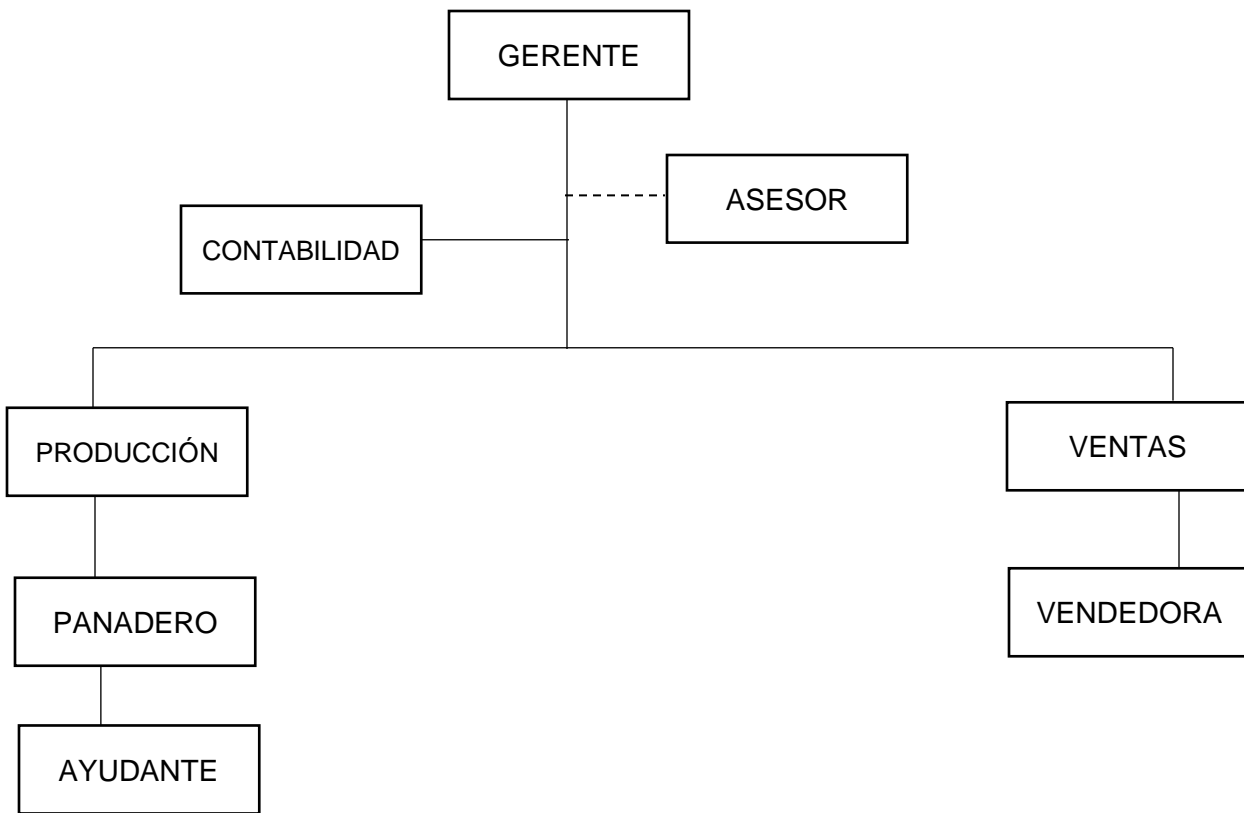 GERENTE
ASESOR
CONTABILIDAD
PRODUCCIÓN
VENTAS
PANADERO
VENDEDORA
AYUDANTE